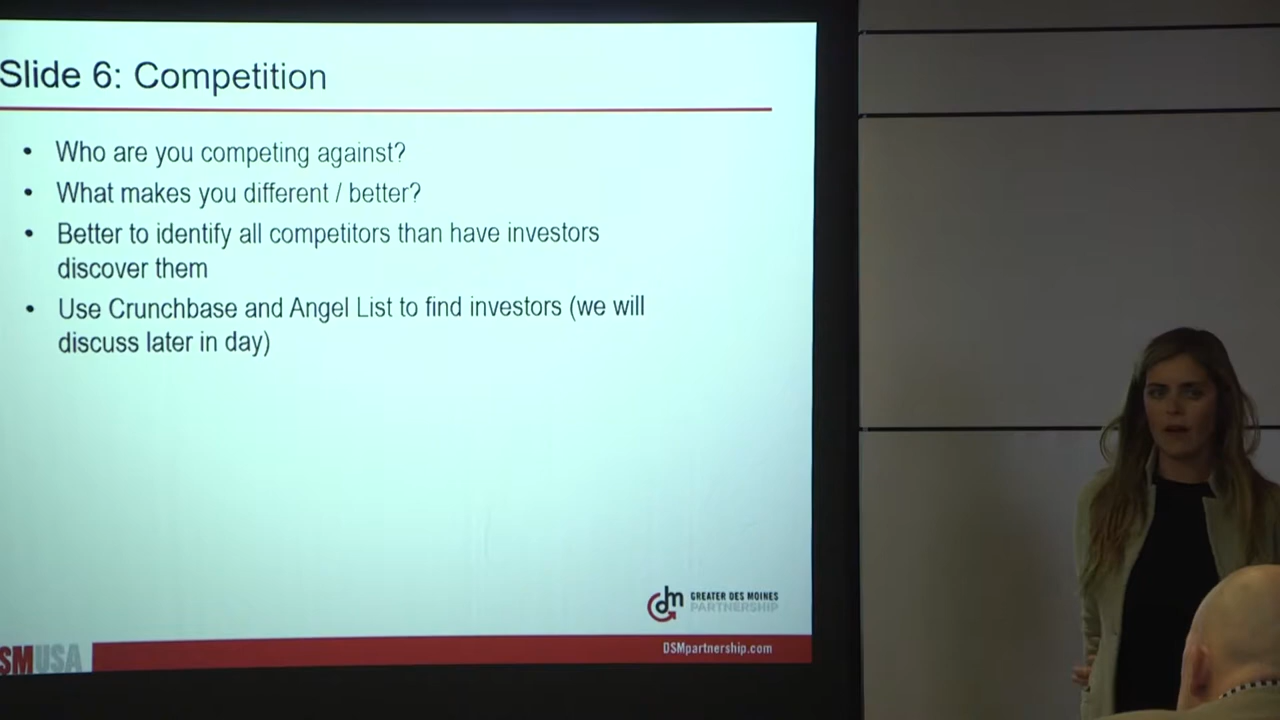 Slide 6: Competition
• Who are you competing against?
• What makes you different / better?
• Better to identify all competitors than have investors
discover them
• Use Crunchbase and Angel List to find investors (we will
discuss later in day)
dm GREATER DES MOINES
PARTNERSHIP
SMUSA
DSMpartnership.com